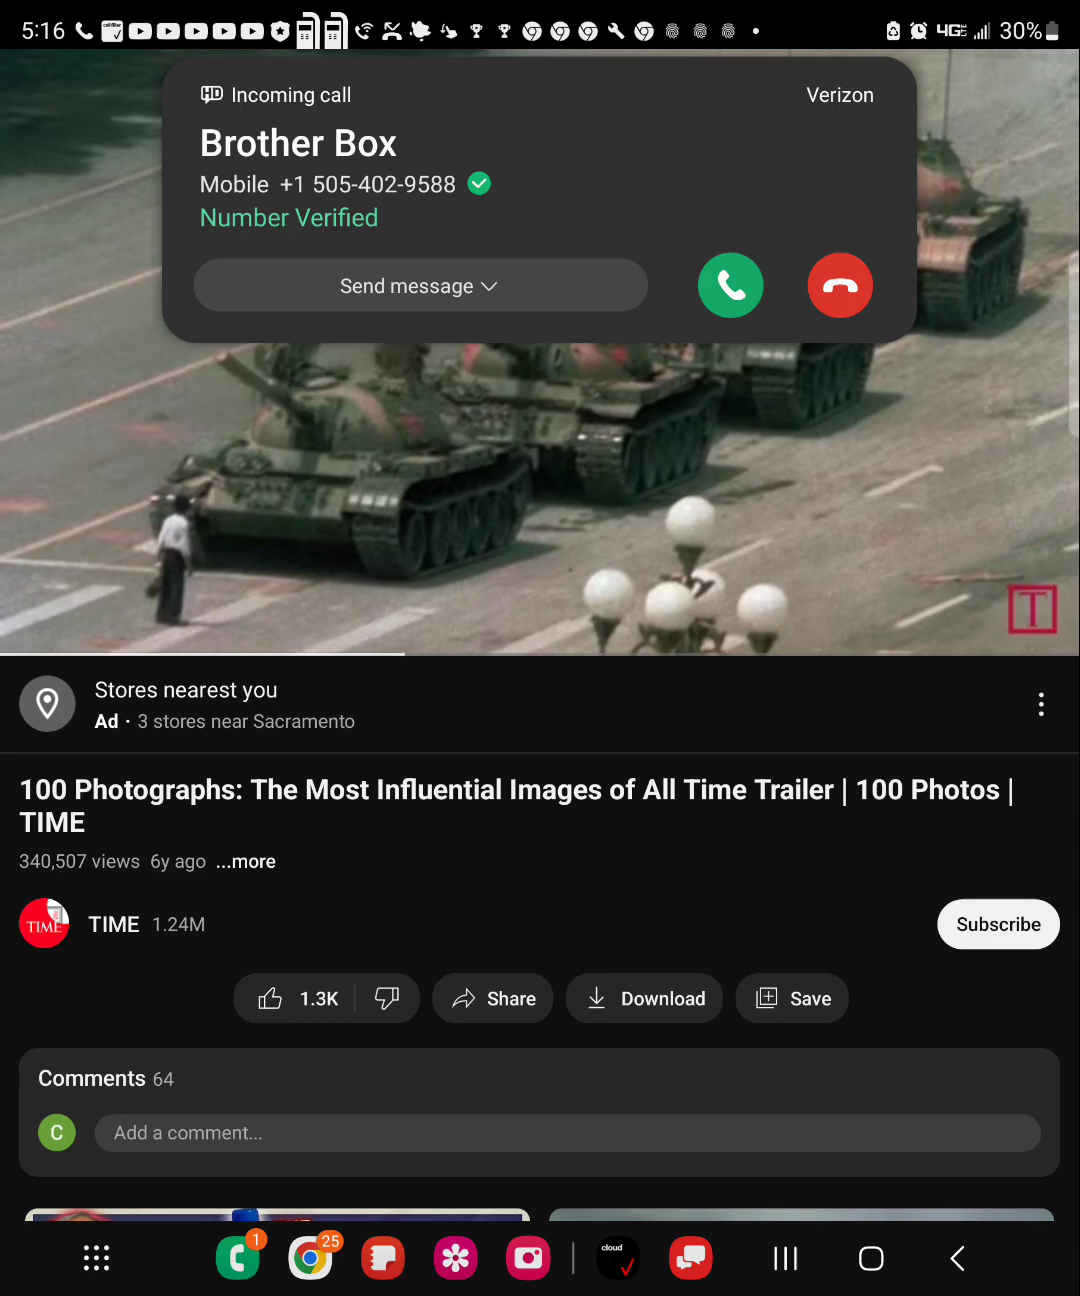 5:16
4GE
30%
Incoming call
Verizon
Brother Box
Mobile +1 505-402-9588
Number Verified
Send message
T
Stores nearest you
Ad · 3 stores near Sacramento
100 Photographs: The Most Influential Images of All Time Trailer | 100 Photos |
TIME
340,507 views 6y ago ...more
TIME
TIME 1.24M
Subscribe
1.3K
Share
Download
Save
Comments 64
C
Add a comment...
1
25
cloud